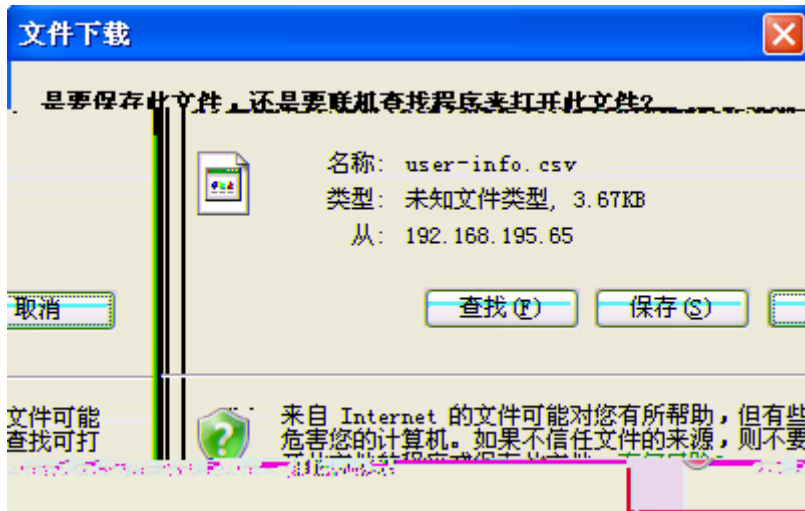 文件下载
是要保存此文件，还是要联机查找程序来打开此文件?
名称: user-info.csv
类型: 未知文件类型, 3.67KB
从: 192.168.195.65
取消
查找(F)
保存(S)
文件可能
查找可打
来自 Internet 的文件可能对您有所帮助，但有些
危害您的计算机。如果不信任文件的来源，则不要